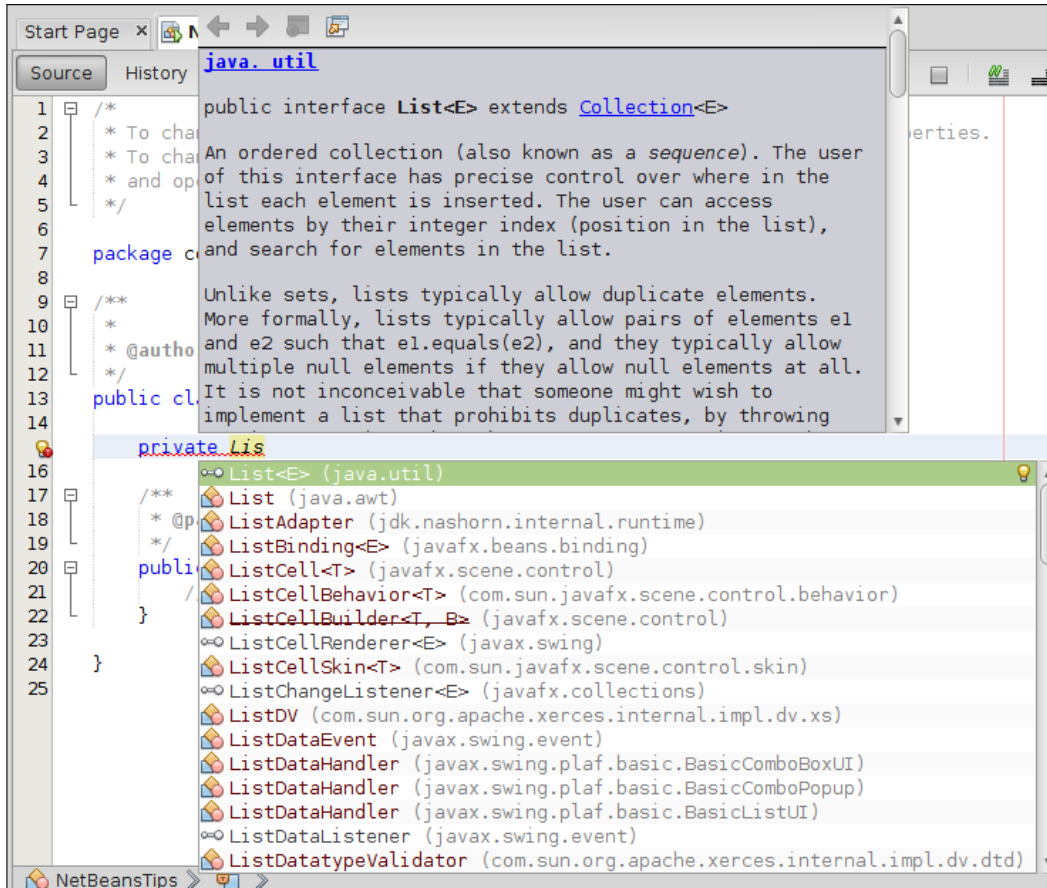 Start Page × N
Source History
java. util
public interface List<E> extends Collection<E>
An ordered collection (also known as a sequence). The user
of this interface has precise control over where in the
list each element is inserted. The user can access
elements by their integer index (position in the list),
and search for elements in the list.
Unlike sets, lists typically allow duplicate elements.
More formally, lists typically allow pairs of elements e1
and e2 such that e1.equals(e2), and they typically allow
multiple null elements if they allow null elements at all.
It is not inconceivable that someone might wish to
implement a list that prohibits duplicates, by throwing
1 /*
2 * To chan perties.
3 * To chan
4 * and ope
5 */
6
7 package co
8
9 /**
10 *
11 * @autho
12 */
13 public cl
14
private Lis
16
17 /**
18 * @pa
19 */
20 public
21 /
22 }
23
24 }
25
List<E> (java.util)
List (java.awt)
ListAdapter (jdk.nashorn.internal.runtime)
ListBinding<E> (javafx.beans.binding)
ListCell<T> (javafx.scene.control)
ListCellBehavior<T> (com.sun.javafx.scene.control.behavior)
ListCellBuilder<T, B> (javafx.scene.control)
ListCellRenderer<E> (javax.swing)
ListCellSkin<T> (com.sun.javafx.scene.control.skin)
ListChangeListener<E> (javafx.collections)
ListDV (com.sun.org.apache.xerces.internal.impl.dv.xs)
ListDataEvent (javax.swing.event)
ListDataHandler (javax.swing.plaf.basic.BasicComboBoxUI)
ListDataHandler (javax.swing.plaf.basic.BasicComboPopup)
ListDataHandler (javax.swing.plaf.basic.BasicListUI)
ListDataListener (javax.swing.event)
ListDatatypeValidator (com.sun.org.apache.xerces.internal.impl.dv.dtd)
NetBeansTips